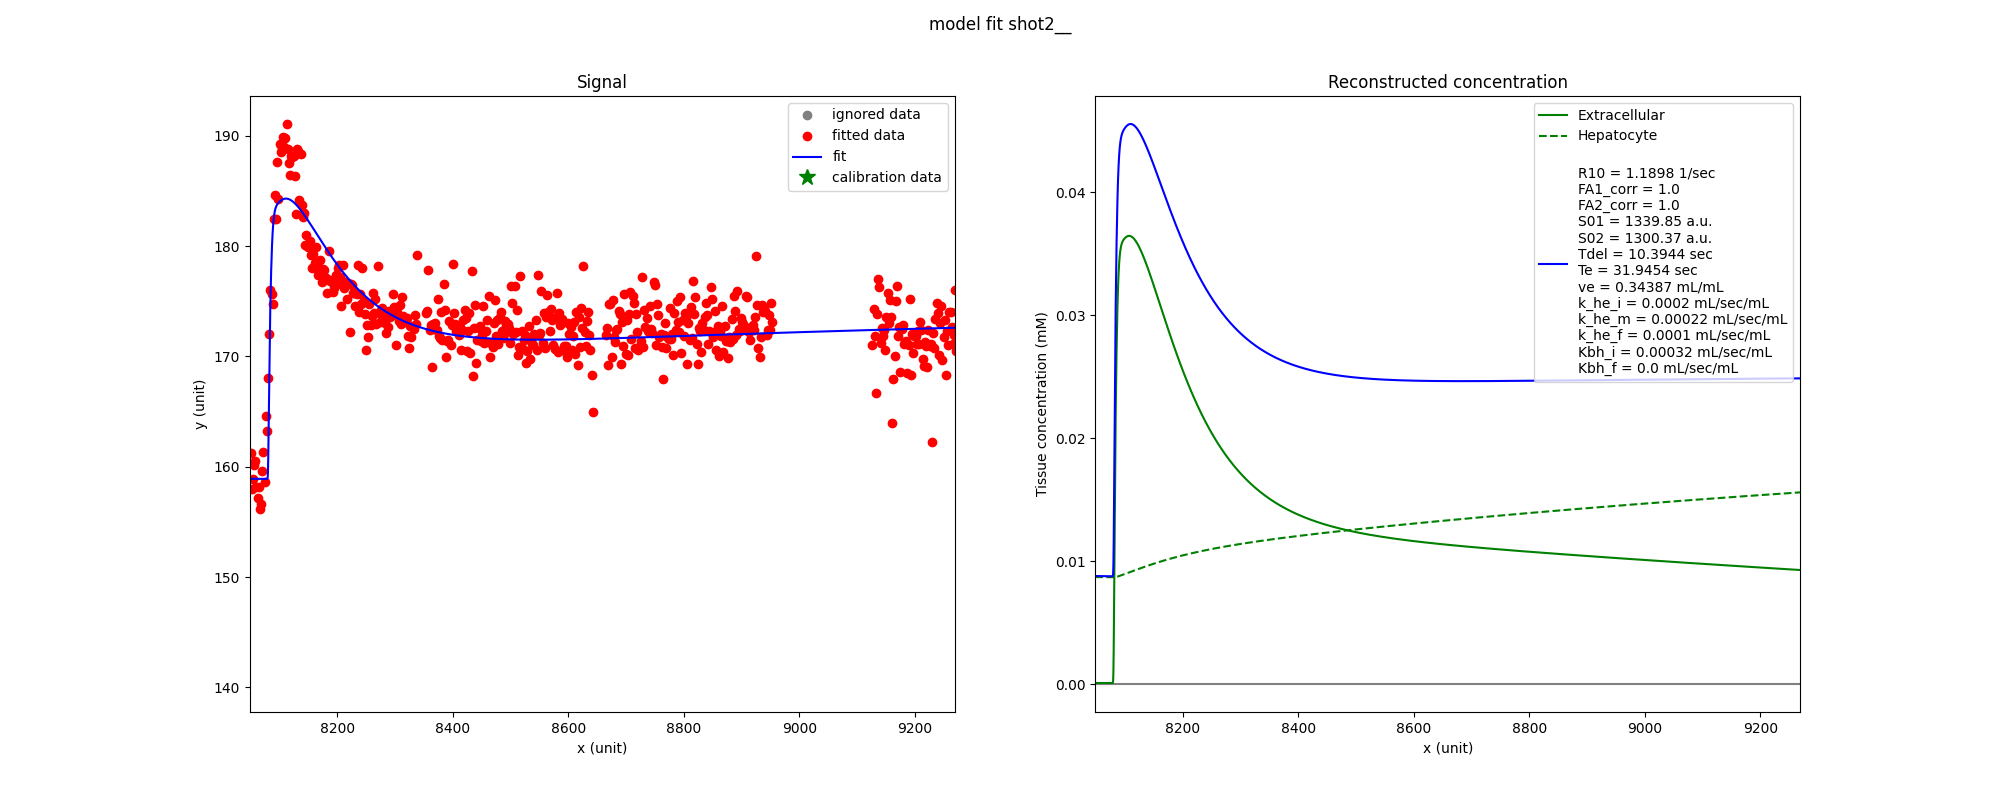 model fit shot2__
Signal
ignored data
fitted data
fit
calibration data
190
180
170
160
150
140
y (unit)
8200
8400
8600
8800
9000
9200
x (unit)
Reconstructed concentration
Extracellular
Hepatocyte
R10 = 1.1898 1/sec
FA1_corr = 1.0
FA2_corr = 1.0
S01 = 1339.85 a.u.
S02 = 1300.37 a.u.
Tdel = 10.3944 sec
Te = 31.9454 sec
ve = 0.34387 mL/mL
k_he_i = 0.0002 mL/sec/mL
k_he_m = 0.00022 mL/sec/mL
k_he_f = 0.0001 mL/sec/mL
Kbh_i = 0.00032 mL/sec/mL
Kbh_f = 0.0 mL/sec/mL
0.04
0.03
0.02
0.01
0.00
Tissue concentration (mM)
8200
8400
8600
8800
9000
9200
x (unit)